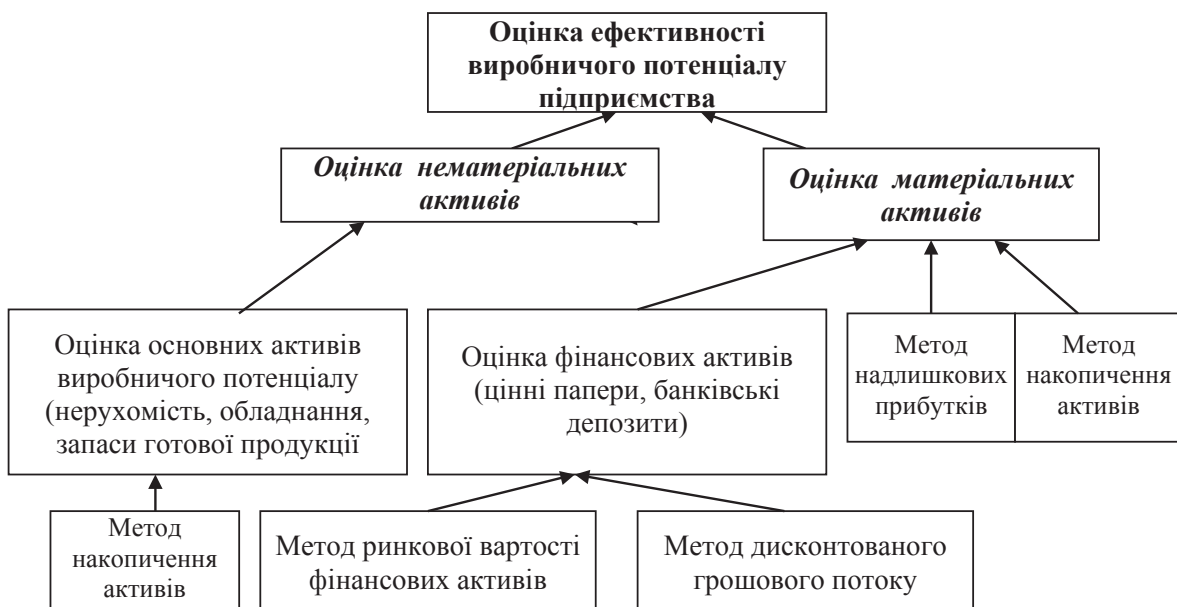 Оцінка ефективності
виробничого потенціалу
підприємства
Оцінка нематеріальних
активів
Оцінка матеріальних
активів
Оцінка основних активів
виробничого потенціалу
(нерухомість, обладнання,
запаси готової продукції
Оцінка фінансових активів
(цінні папери, банківські
депозити)
Метод
надлишкових
прибутків
Метод
накопичення
активів
Метод
накопичення
активів
Метод ринкової вартості
фінансових активів
Метод дисконтованого
грошового потоку